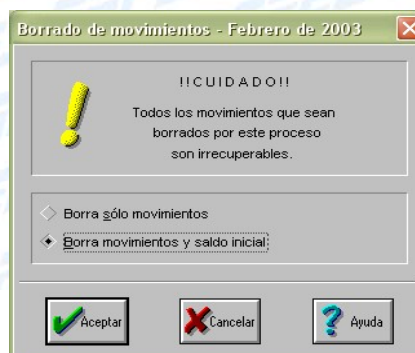 Borrado de movimientos - Febrero de 2003
!!CUIDADO!!
Todos los movimientos que sean
borrados por este proceso
son irrecuperables.
Borra sólo movimientos
Borra movimientos y saldo inicial
Aceptar
Cancelar
Ayuda